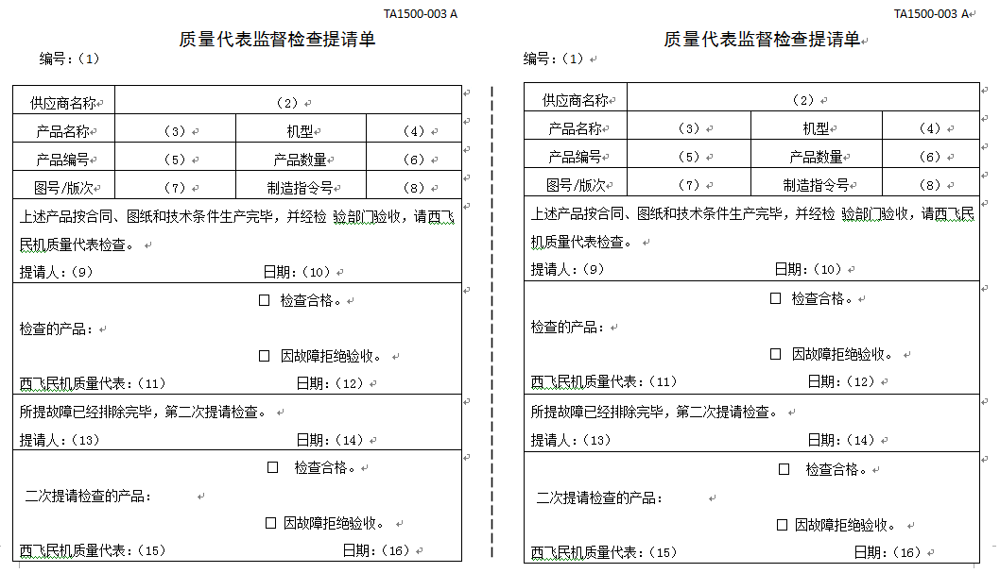 TA1500-003 A
质量代表监督检查提请单
编号:(1)
供应商名称 (2)
产品名称 (3) 机型 (4)
产品编号 (5) 产品数量 (6)
图号/版次 (7) 制造指令号 (8)
上述产品按合同、图纸和技术条件生产完毕，并经检 验部门验收，请西飞
民机质量代表检查。
提请人:(9) 日期:(10)
□ 检查合格。
检查的产品:
□ 因故障拒绝验收。
西飞民机质量代表:(11) 日期:(12)
所提故障已经排除完毕，第二次提请检查。
提请人:(13) 日期:(14)
□ 检查合格。
二次提请检查的产品:
□ 因故障拒绝验收。
西飞民机质量代表:(15) 日期:(16)
TA1500-003 A
质量代表监督检查提请单
编号:(1)
供应商名称 (2)
产品名称 (3) 机型 (4)
产品编号 (5) 产品数量 (6)
图号/版次 (7) 制造指令号 (8)
上述产品按合同、图纸和技术条件生产完毕，并经检 验部门验收，请西飞民
机质量代表检查。
提请人:(9) 日期:(10)
□ 检查合格。
检查的产品:
□ 因故障拒绝验收。
西飞民机质量代表:(11) 日期:(12)
所提故障已经排除完毕，第二次提请检查。
提请人:(13) 日期:(14)
□ 检查合格。
二次提请检查的产品:
□ 因故障拒绝验收。
西飞民机质量代表:(15) 日期:(16)